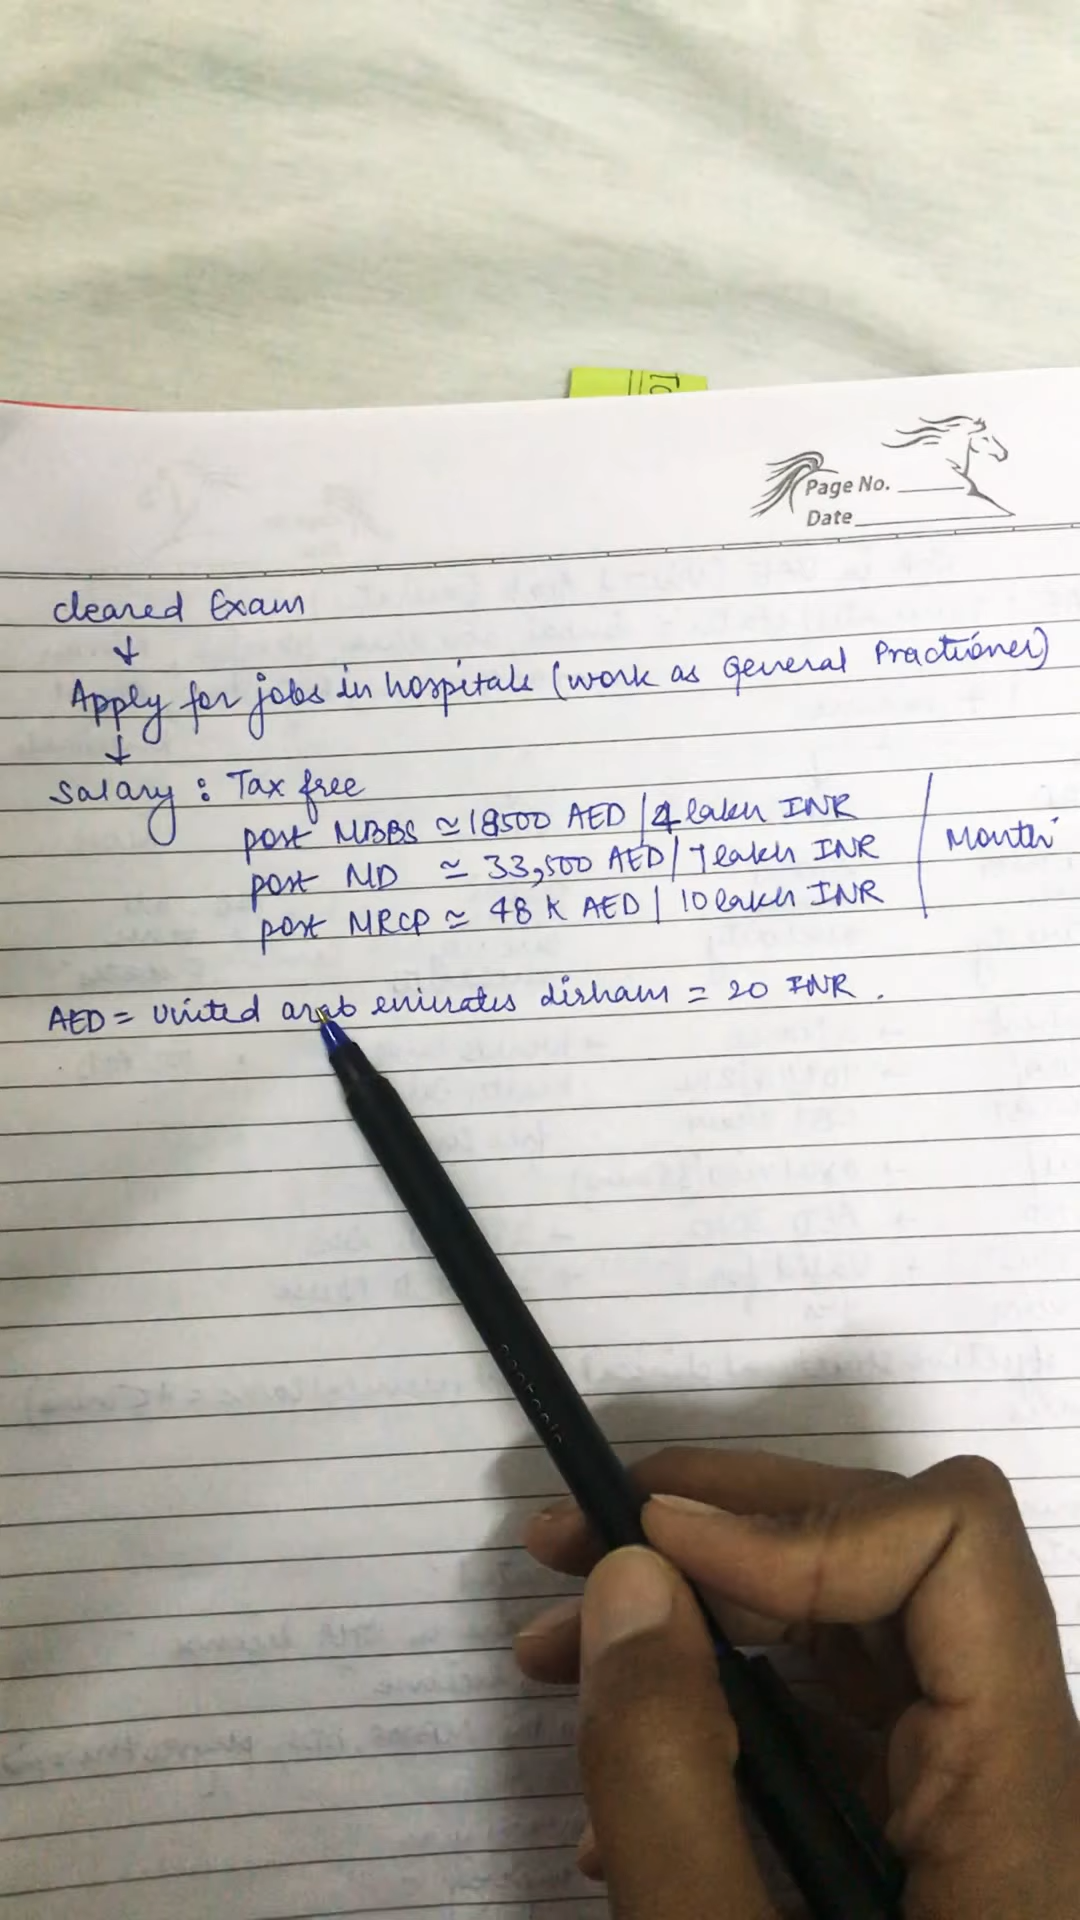 To
Page No.
Date
cleared Exam
↓
Apply for jobs in hospitals (work as General Practioner)
↓
Salary : Tax free
post MBBS ≃ 18500 AED / 4 lakh INR
post MD ≃ 33,500 AED / 7 lakh INR
post MRCP ≃ 48 K AED / 10 lakh INR
Month
AED = United arab emirates dirham = 20 INR .